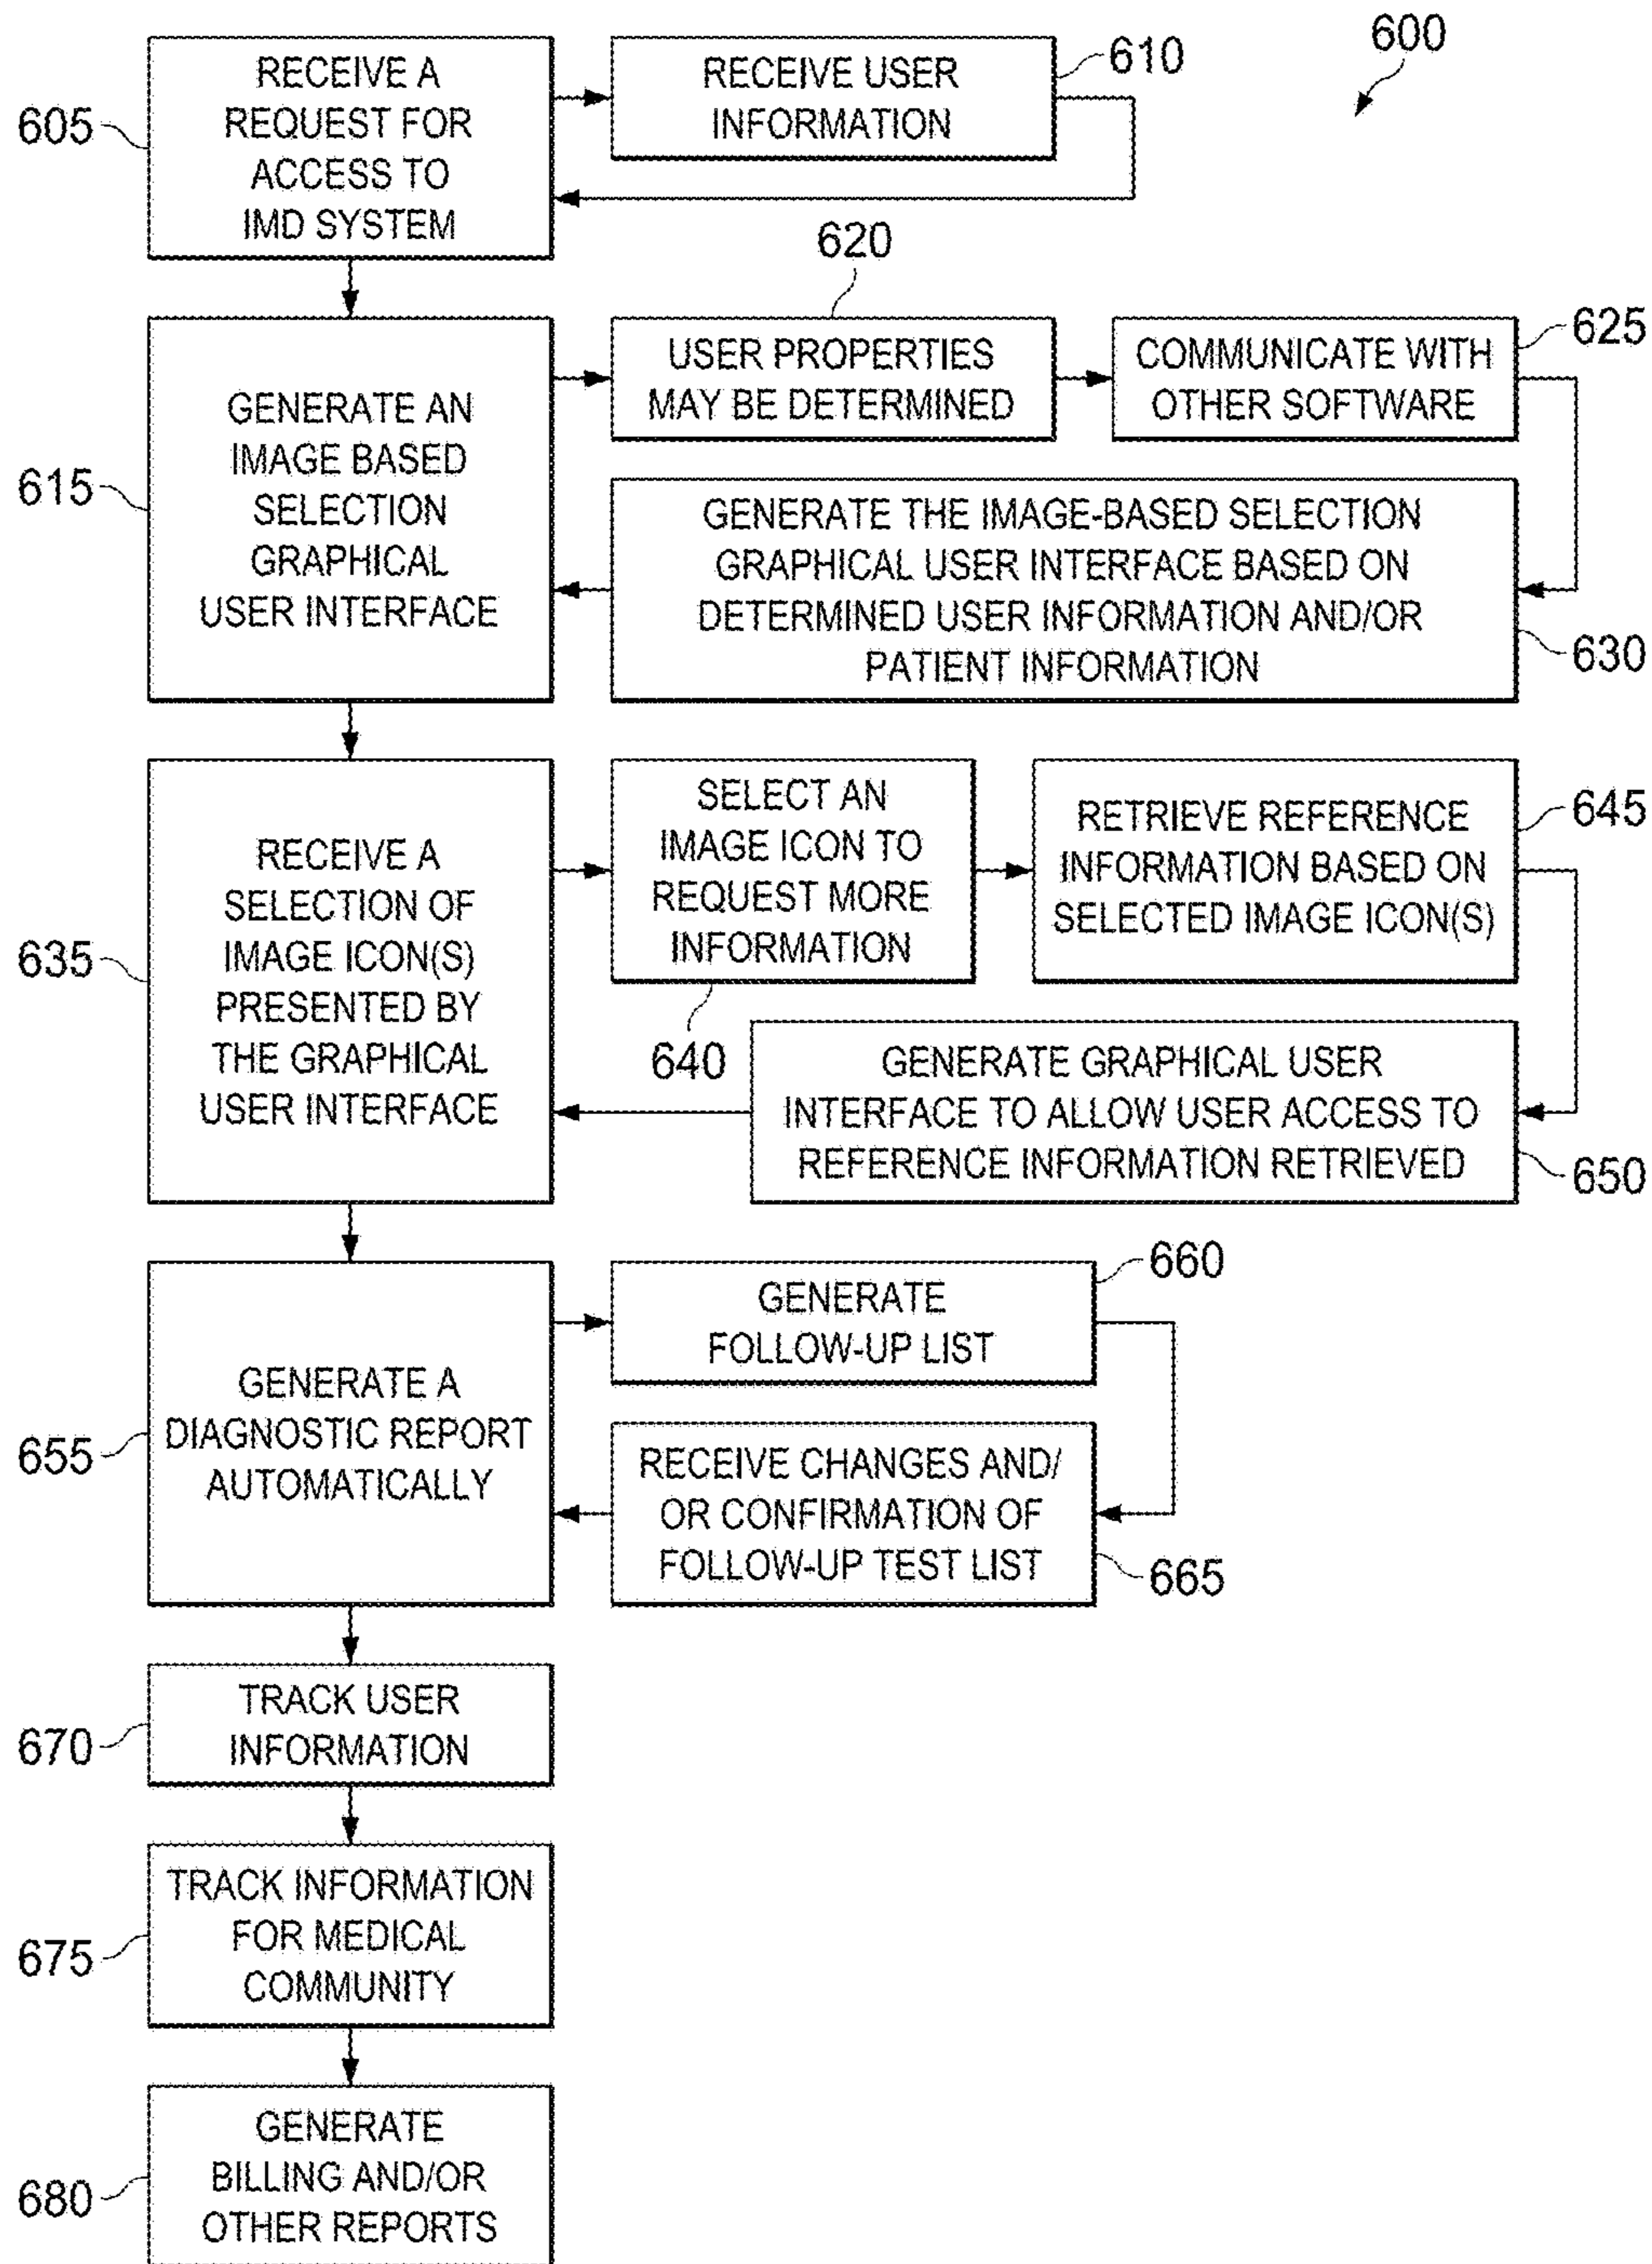 600
605
RECEIVE A
REQUEST FOR
ACCESS TO
IMD SYSTEM
610
RECEIVE USER
INFORMATION
615
GENERATE AN
IMAGE BASED
SELECTION
GRAPHICAL
USER INTERFACE
620
USER PROPERTIES
MAY BE DETERMINED
625
COMMUNICATE WITH
OTHER SOFTWARE
GENERATE THE IMAGE-BASED SELECTION
GRAPHICAL USER INTERFACE BASED ON
DETERMINED USER INFORMATION AND/OR
PATIENT INFORMATION
630
635
RECEIVE A
SELECTION OF
IMAGE ICON(S)
PRESENTED BY
THE GRAPHICAL
USER INTERFACE
SELECT AN
IMAGE ICON TO
REQUEST MORE
INFORMATION
640
645
RETRIEVE REFERENCE
INFORMATION BASED ON
SELECTED IMAGE ICON(S)
GENERATE GRAPHICAL USER
INTERFACE TO ALLOW USER ACCESS TO
REFERENCE INFORMATION RETRIEVED
650
655
GENERATE A
DIAGNOSTIC REPORT
AUTOMATICALLY
660
GENERATE
FOLLOW-UP LIST
RECEIVE CHANGES AND/
OR CONFIRMATION OF
FOLLOW-UP TEST LIST
665
670
TRACK USER
INFORMATION
675
TRACK INFORMATION
FOR MEDICAL
COMMUNITY
680
GENERATE
BILLING AND/OR
OTHER REPORTS